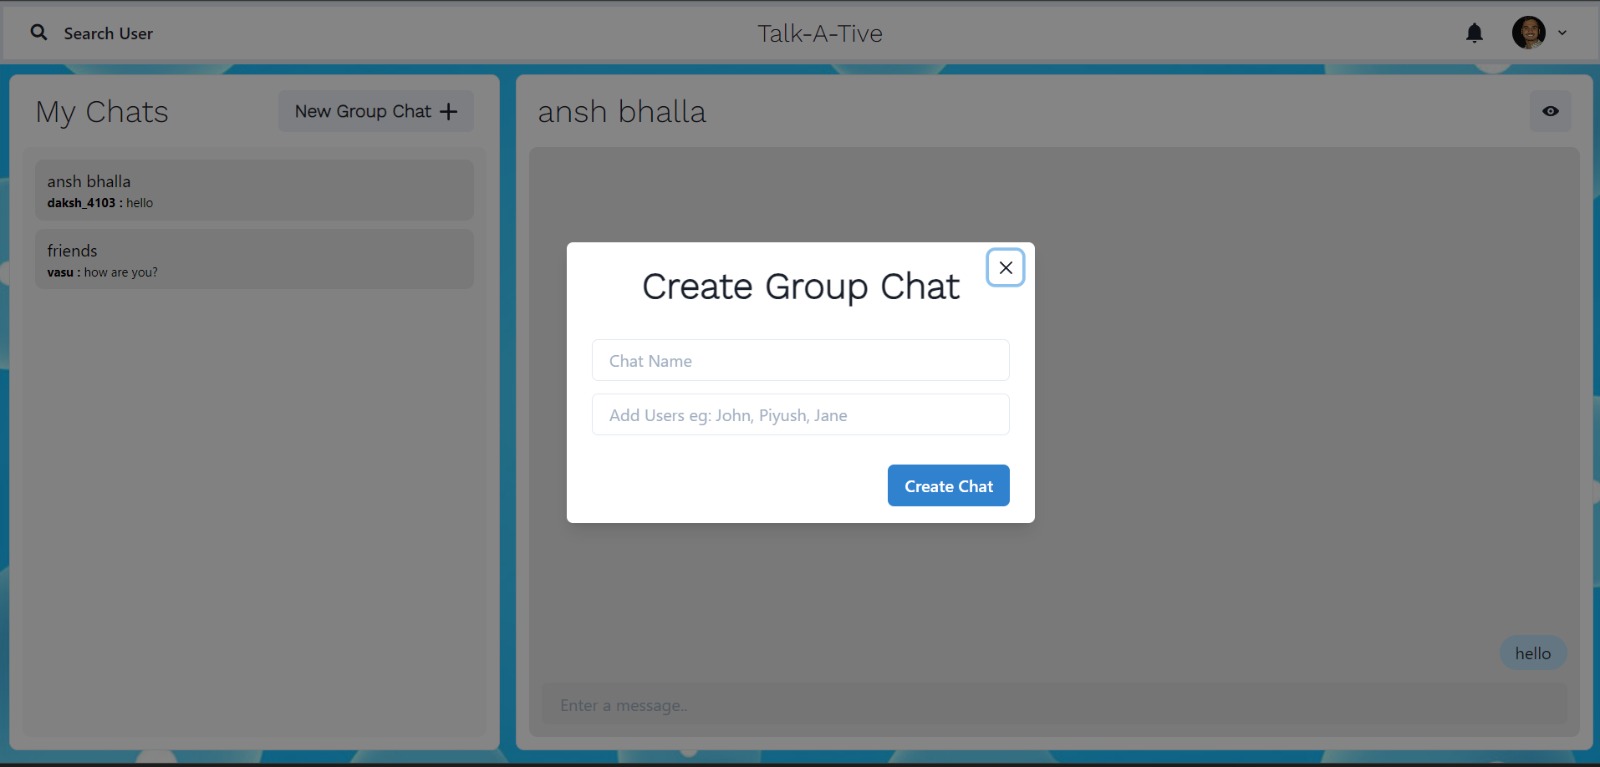 Search User
Talk-A-Tive
My Chats
New Group Chat
ansh bhalla
daksh_4103 : hello
friends
vasu : how are you?
ansh bhalla
Create Group Chat
Chat Name
Add Users eg: John, Piyush, Jane
Create Chat
hello
Enter a message..